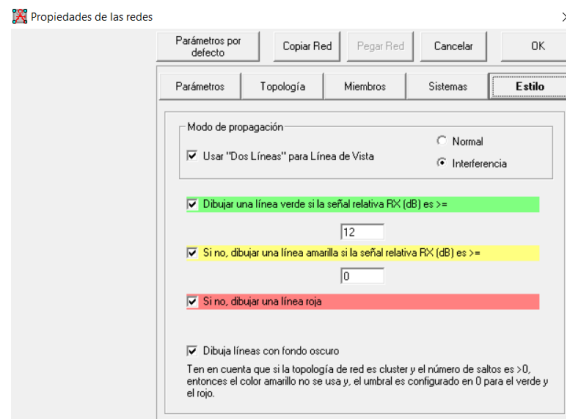 Propiedades de las redes
Parámetros por
defecto
Copiar Red
Pegar Red
Cancelar
OK
Parámetros
Topología
Miembros
Sistemas
Estilo
Modo de propagación
Usar "Dos Líneas" para Línea de Vista
Normal
Interferencia
Dibujar una línea verde si la señal relativa RX (dB) es >=
12
Si no, dibujar una línea amarilla si la señal relativa RX (dB) es >=
0
Si no, dibujar una línea roja
Dibuja líneas con fondo oscuro
Ten en cuenta que si la topología de red es cluster y el número de saltos es >0,
entonces el color amarillo no se usa y, el umbral es configurado en 0 para el verde y
el rojo.